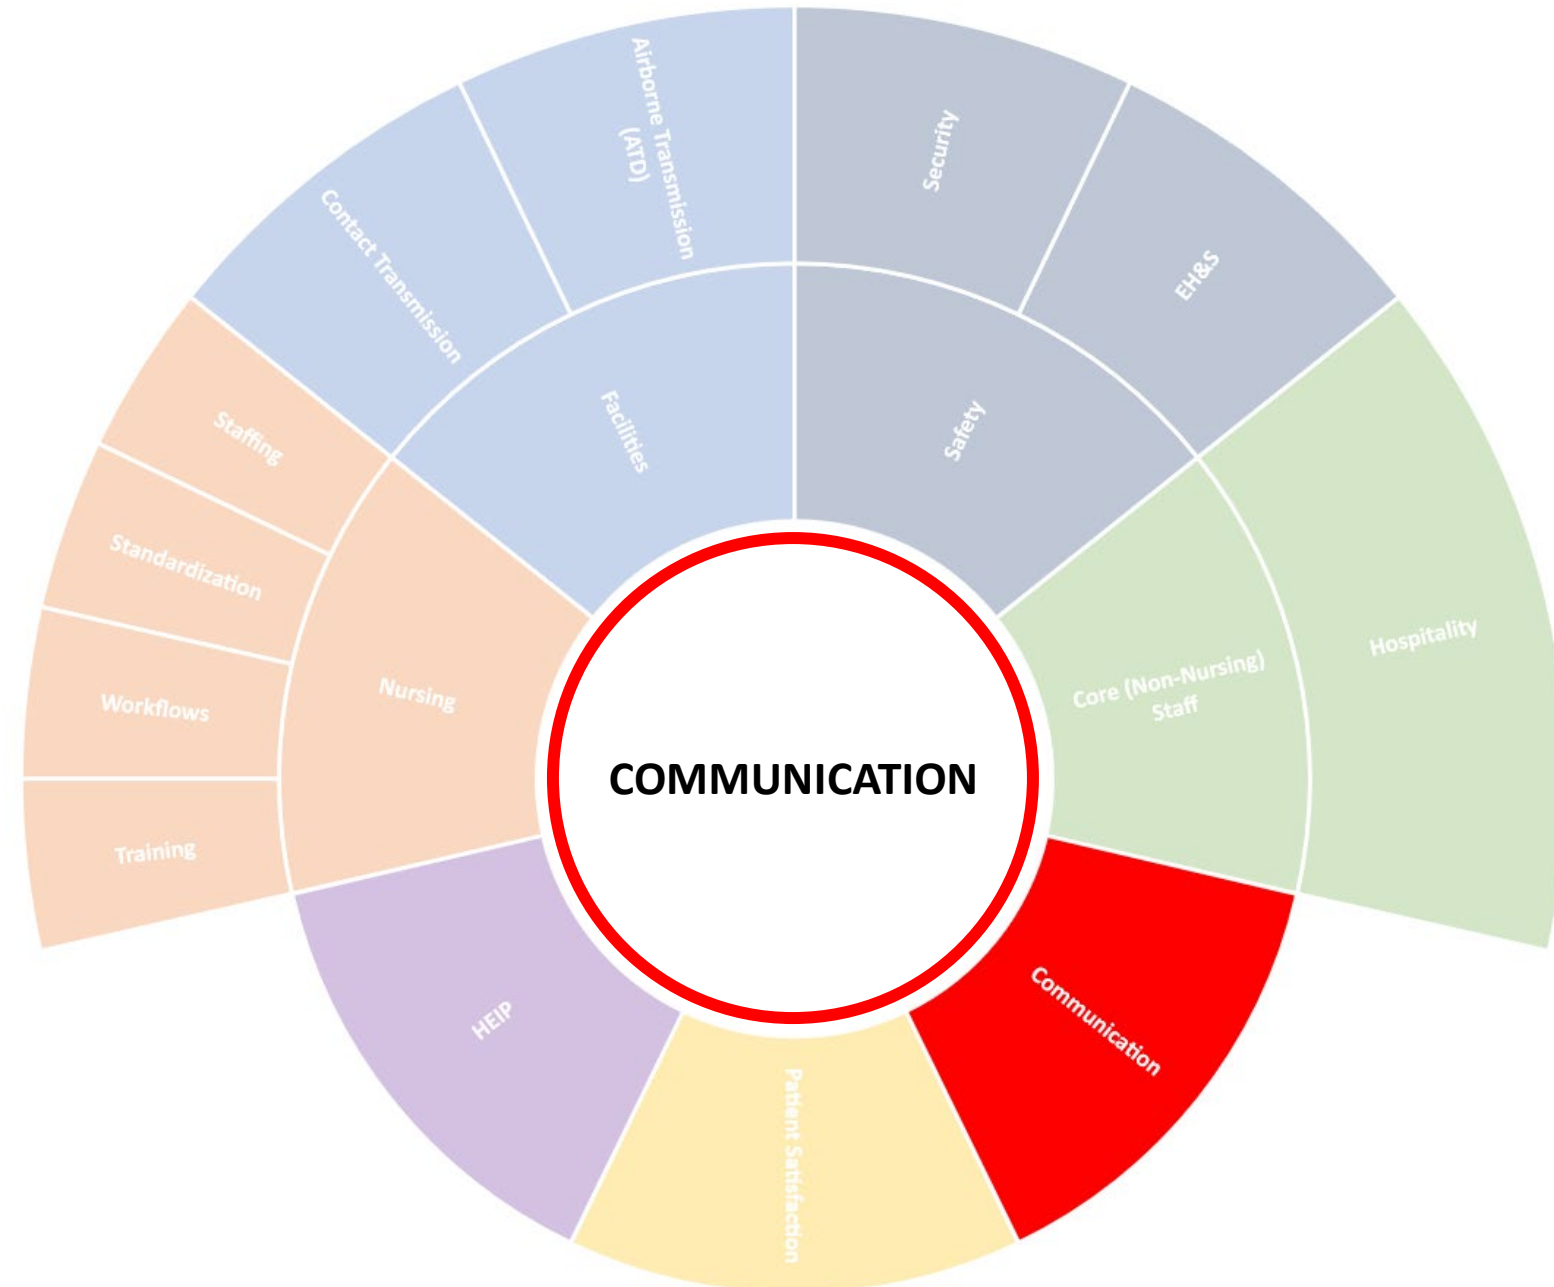 Airborne Transmission
(ATD)
Security
Contact Transmission
EH&S
Staffing
Facilities
Safety
Standardization
Hospitality
Core (Non-Nursing)
Staff
Nursing
Workflows
COMMUNICATION
Training
Communication
HEIP
Patient Satisfaction